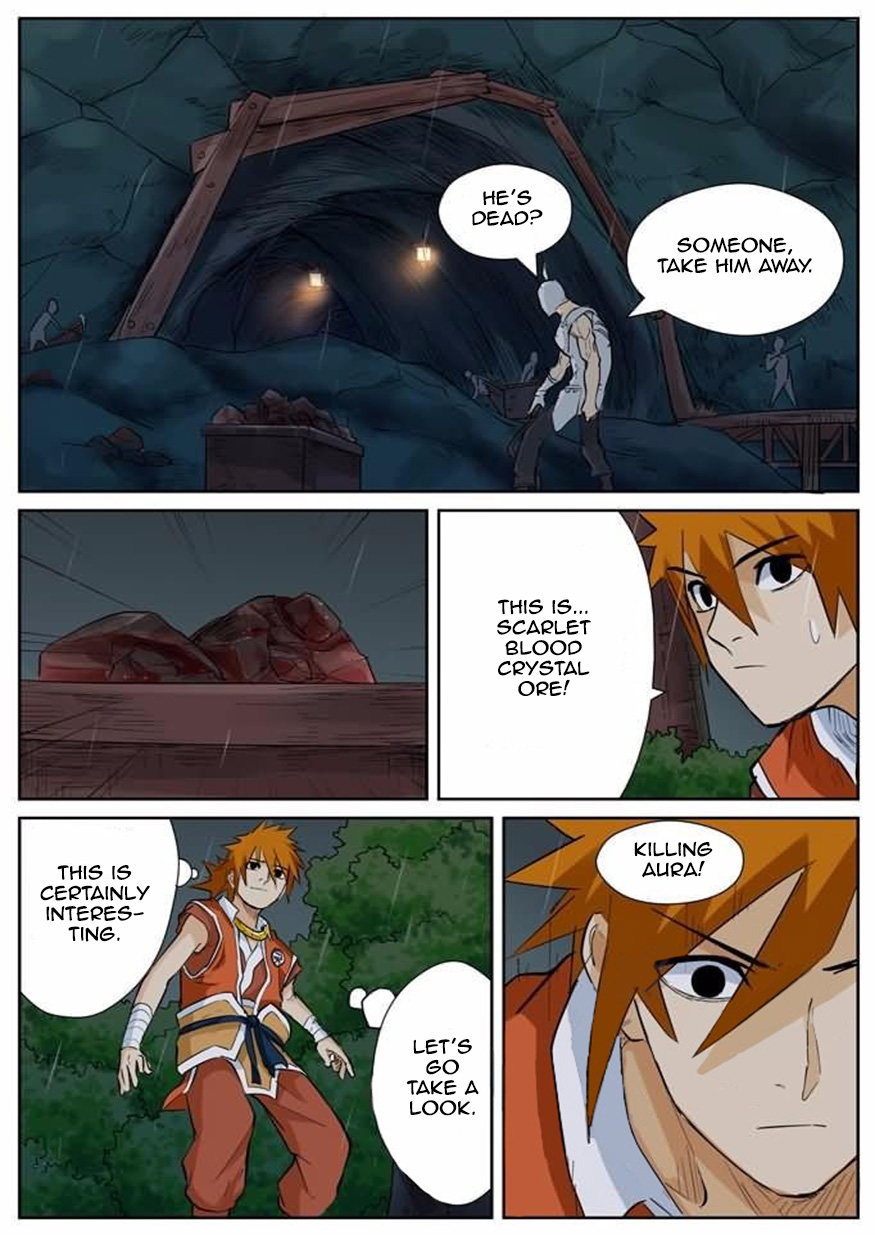 HE'S
DEAD?
SOMEONE,
TAKE HIM AWAY.
THIS IS...
SCARLET
BLOOD
CRYSTAL
ORE!
THIS IS
CERTAINLY
INTERES-
TING.
LET'S
GO
TAKE A
LOOK.
KILLING
AURA!